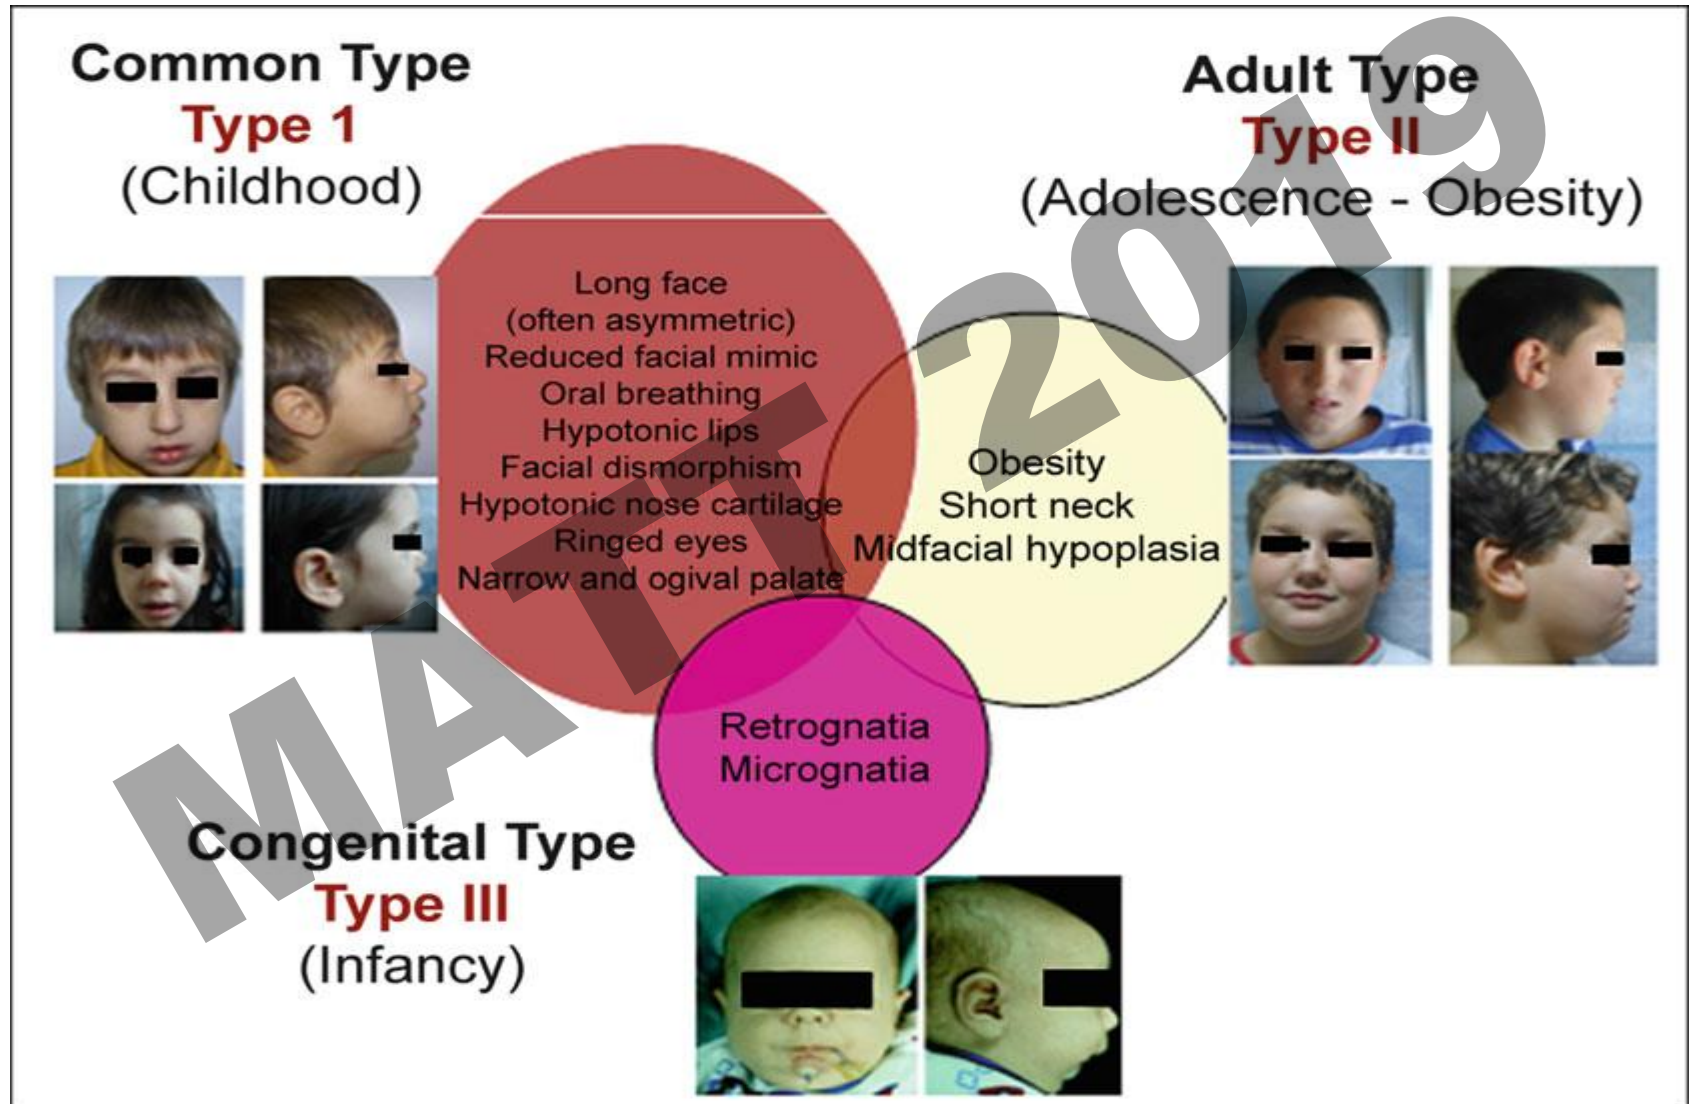 Common Type
Type 1
(Childhood)
Adult Type
Type II
(Adolescence - Obesity)
Long face
(often asymmetric)
Reduced facial mimic
Oral breathing
Hypotonic lips
Facial dismorphism
Hypotonic nose cartilage
Ringed eyes
Narrow and ogival palate
Obesity
Short neck
Midfacial hypoplasia
Retrognatia
Micrognatia
Congenital Type
Type III
(Infancy)
MATT 2019